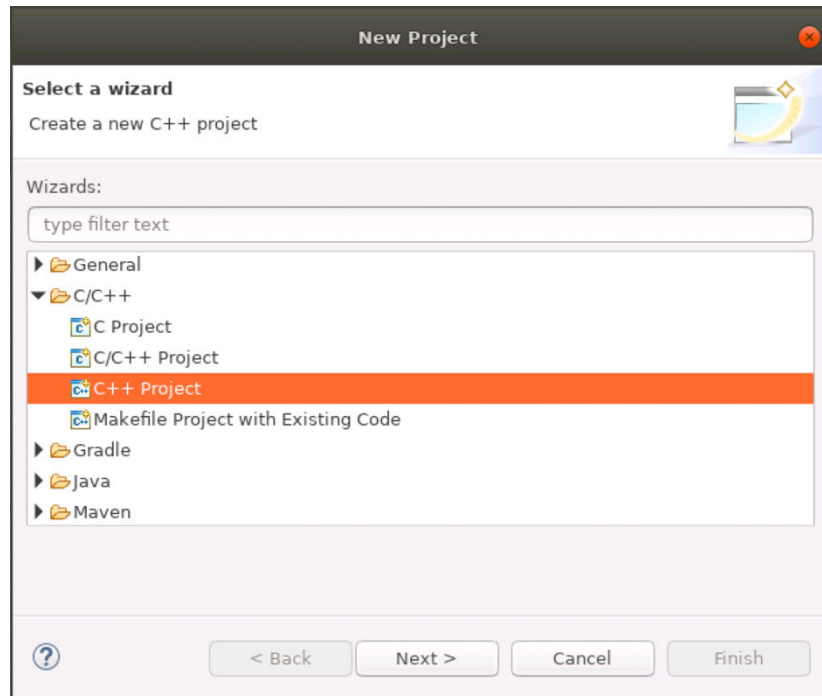 New Project
Select a wizard
Create a new C++ project
Wizards:
type filter text
General
C/C++
C Project
C/C++ Project
C++ Project
Makefile Project with Existing Code
Gradle
Java
Maven
? < Back Next > Cancel Finish